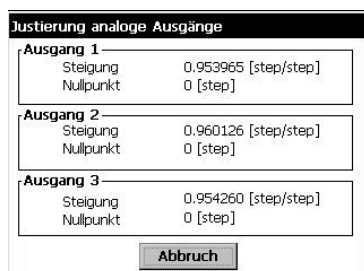 Justierung analoge Ausgänge
Ausgang 1
Steigung 0.953965 [step/step]
Nullpunkt 0 [step]
Ausgang 2
Steigung 0.960126 [step/step]
Nullpunkt 0 [step]
Ausgang 3
Steigung 0.954260 [step/step]
Nullpunkt 0 [step]
Abbruch